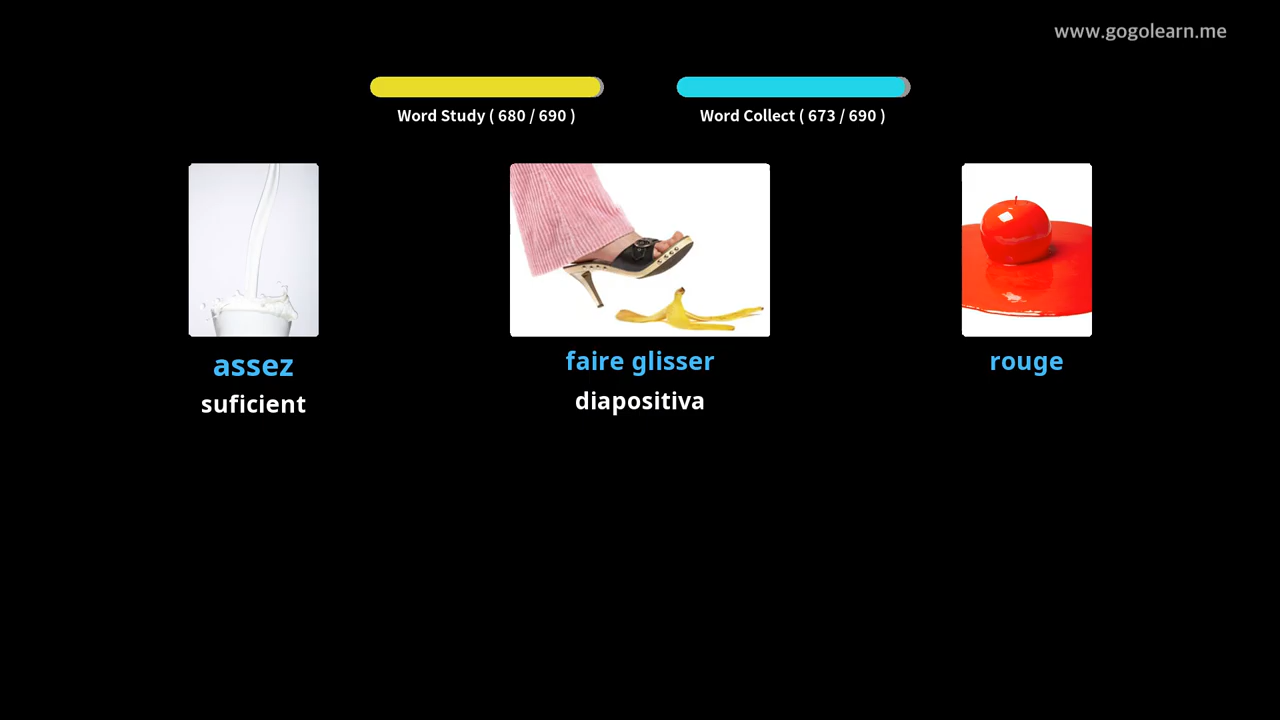 www.gogolearn.me
Word Study ( 680 / 690 )
Word Collect ( 673 / 690 )
assez
suficient
faire glisser
diapositiva
rouge